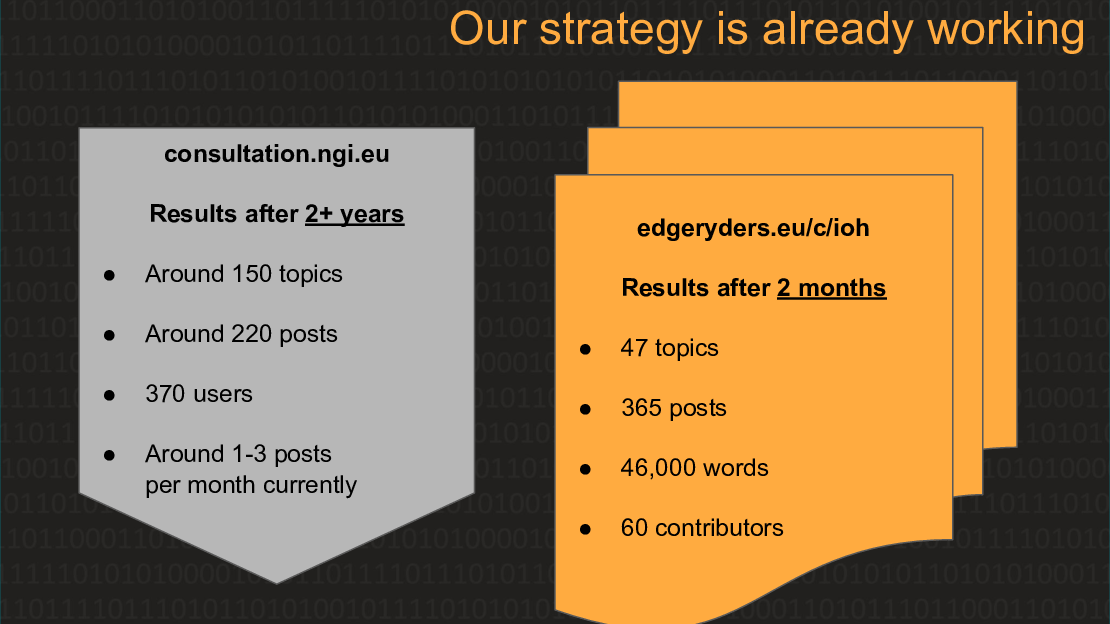 Our strategy is already working
consultation.ngi.eu
Results after 2+ years
● Around 150 topics
● Around 220 posts
● 370 users
● Around 1-3 posts
per month currently
edgeryders.eu/c/ioh
Results after 2 months
● 47 topics
● 365 posts
● 46,000 words
● 60 contributors